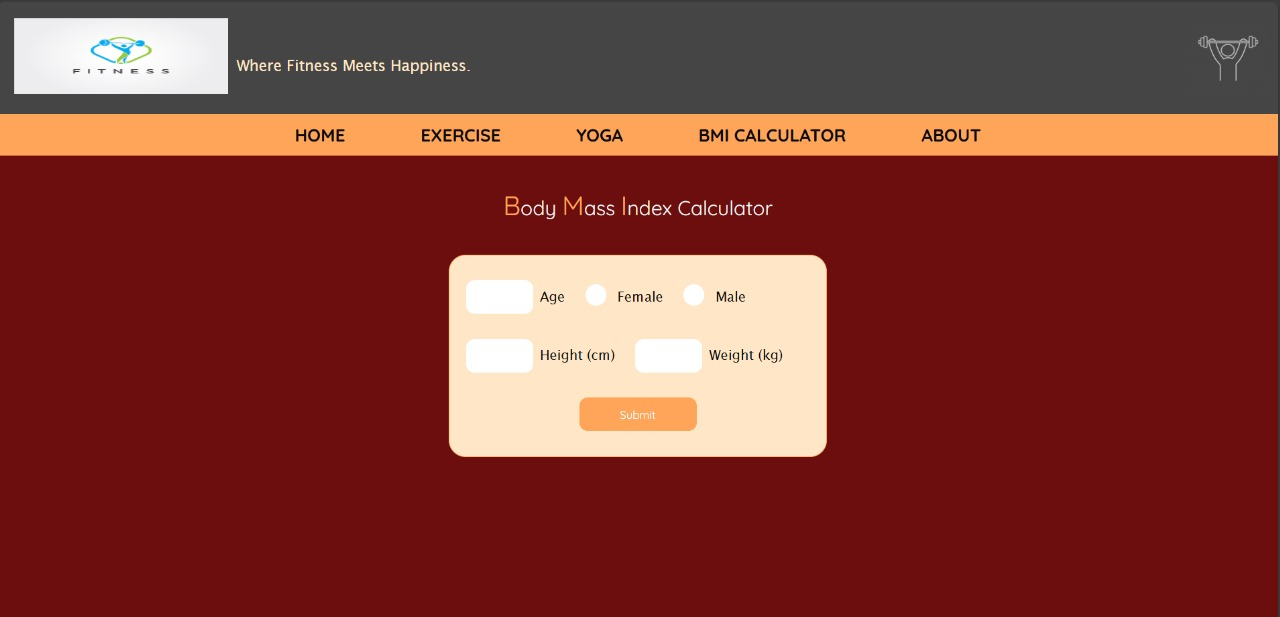 FITNESS
Where Fitness Meets Happiness.
HOME EXERCISE YOGA BMI CALCULATOR ABOUT
Body Mass Index Calculator
Age Female Male
Height (cm) Weight (kg)
Submit